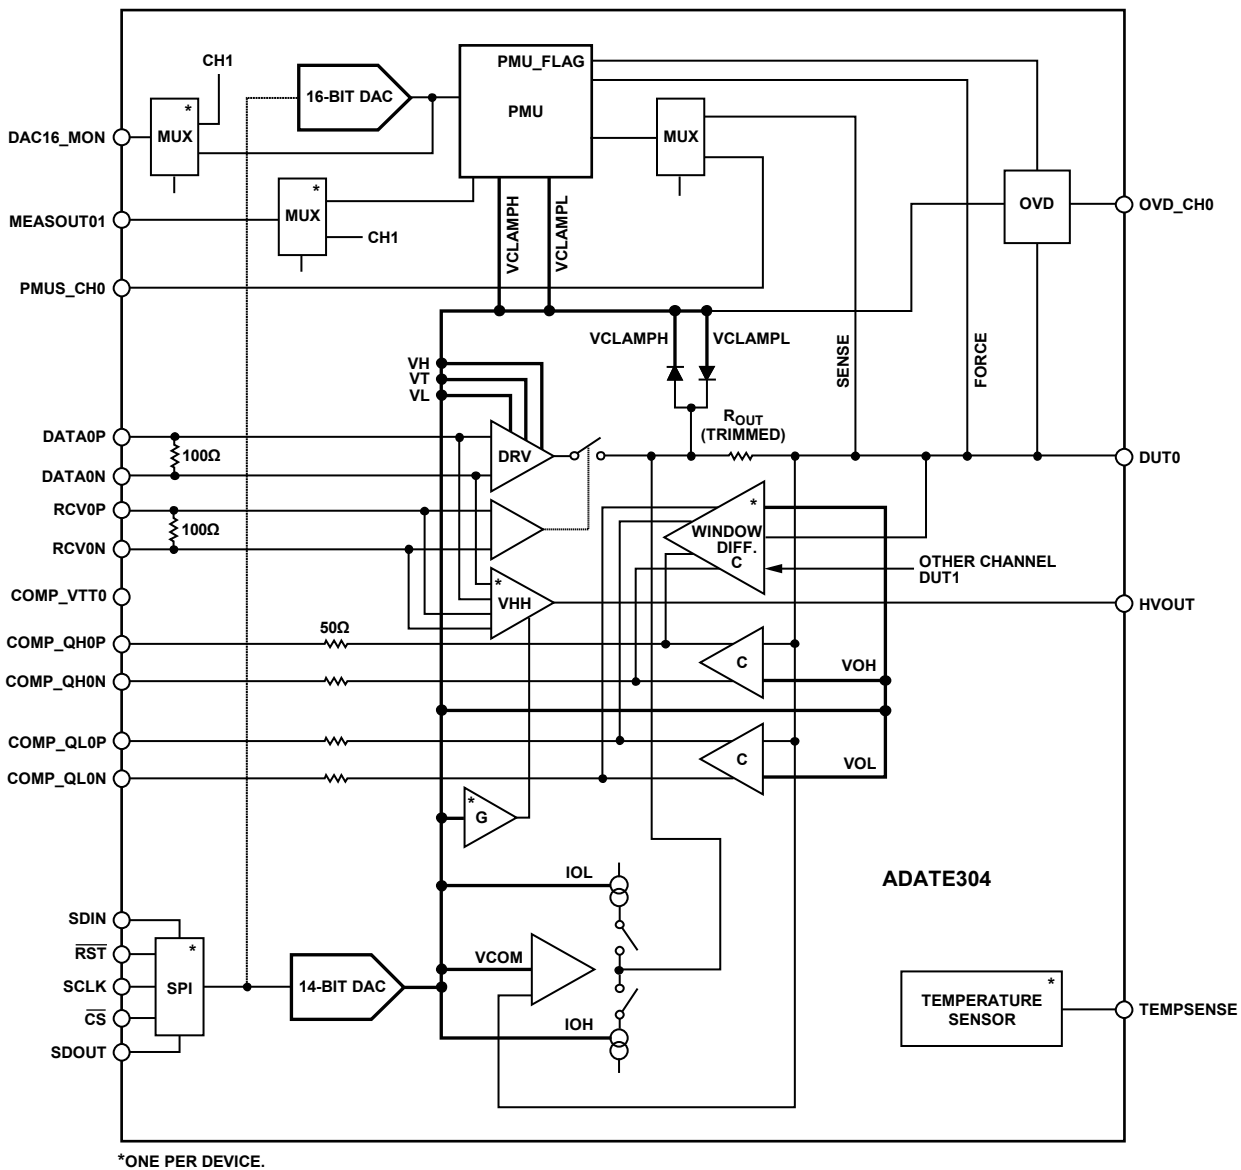 CH1
16-BIT DAC
PMU_FLAG
PMU
*
MUX
DAC16_MON
MUX
*
MUX
MEASOUT01
CH1
VCLAMPH
VCLAMPL
OVD
OVD_CH0
PMUS_CH0
VCLAMPH
VCLAMPL
SENSE
FORCE
VH
VT
VL
ROUT
(TRIMMED)
DATA0P
100Ω
DRV
DUT0
DATA0N
RCV0P
100Ω
RCV0N
*
WINDOW
DIFF.
C
OTHER CHANNEL
DUT1
COMP_VTT0
*
VHH
HVOUT
COMP_QH0P
50Ω
C
VOH
COMP_QH0N
COMP_QL0P
C
VOL
COMP_QL0N
*
G
IOL
ADATE304
SDIN
RST
SCLK
CS
SDOUT
*
SPI
14-BIT DAC
VCOM
IOH
*
TEMPERATURE
SENSOR
TEMPSENSE
*ONE PER DEVICE.